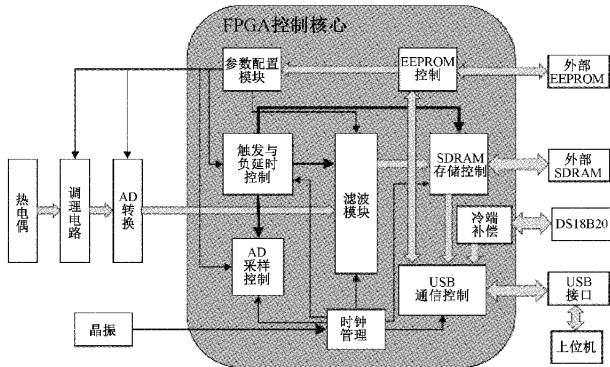 FPGA控制核心
参数配置
模块
EEPROM
控制
外部
EEPROM
触发与
负延时
控制
滤波
模块
SDRAM
存储控制
外部
SDRAM
热电偶
调理电路
AD
转换
冷端
补偿
DS18B20
AD
采样
控制
USB
通信控制
USB
接口
晶振
时钟
管理
上位机